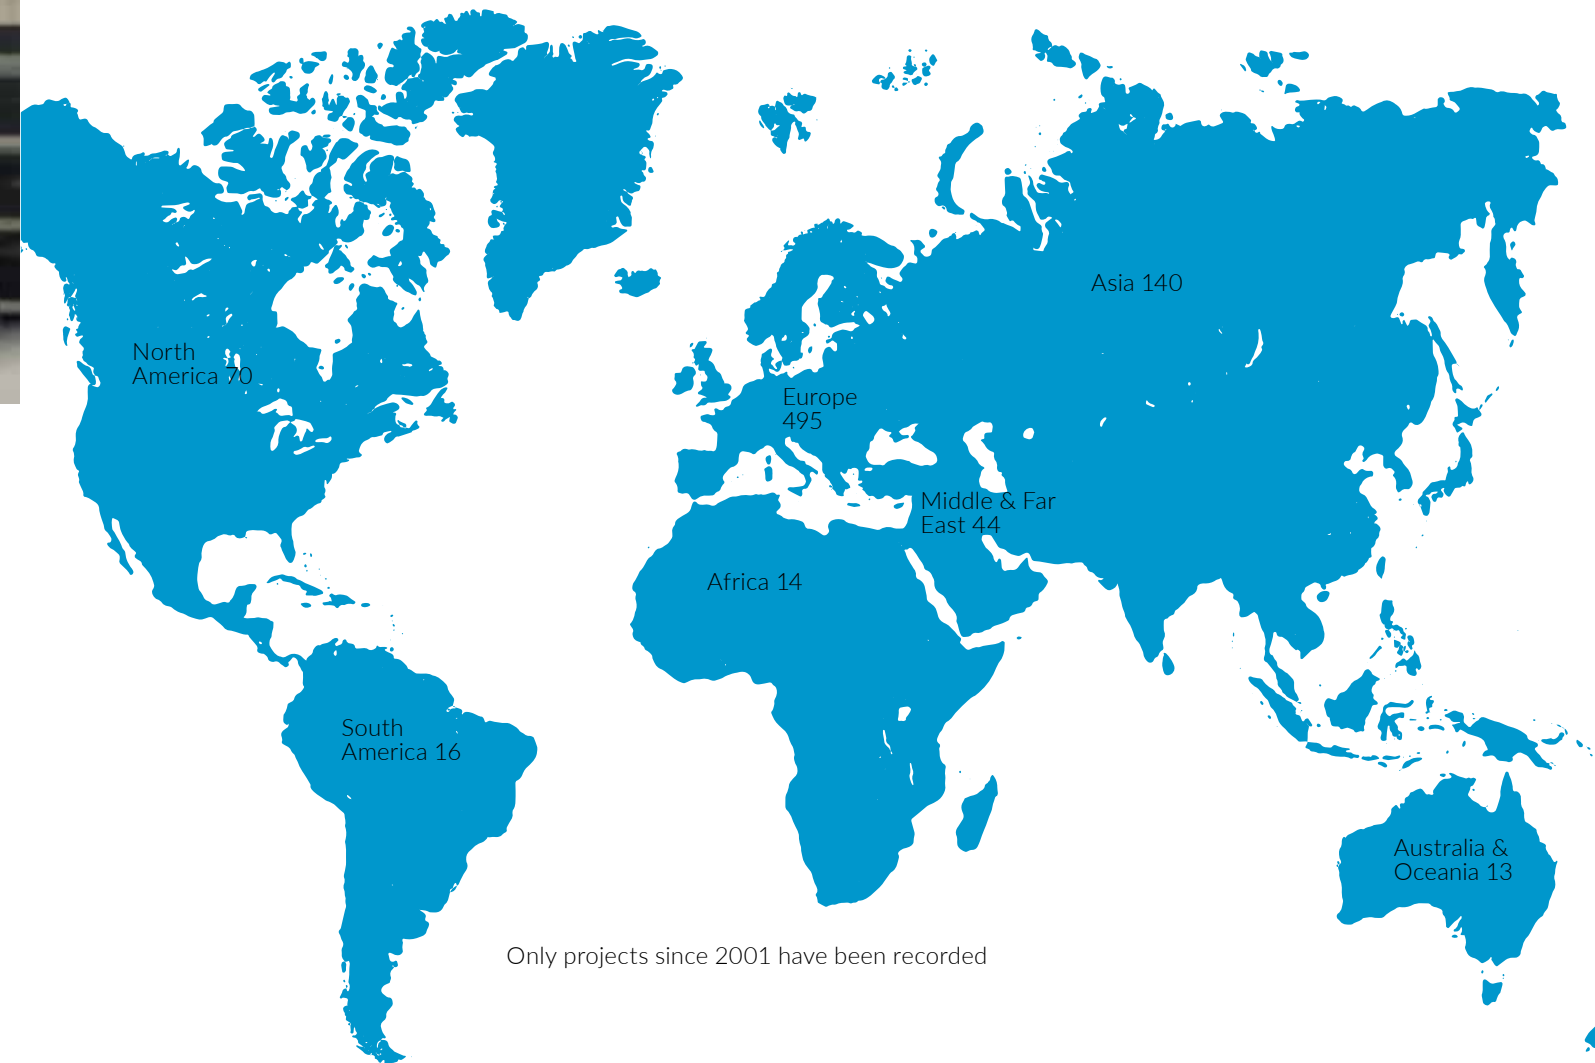 Asia 140
North
America 70
Europe
495
Middle & Far
East 44
Africa 14
South
America 16
Australia &
Oceania 13
Only projects since 2001 have been recorded